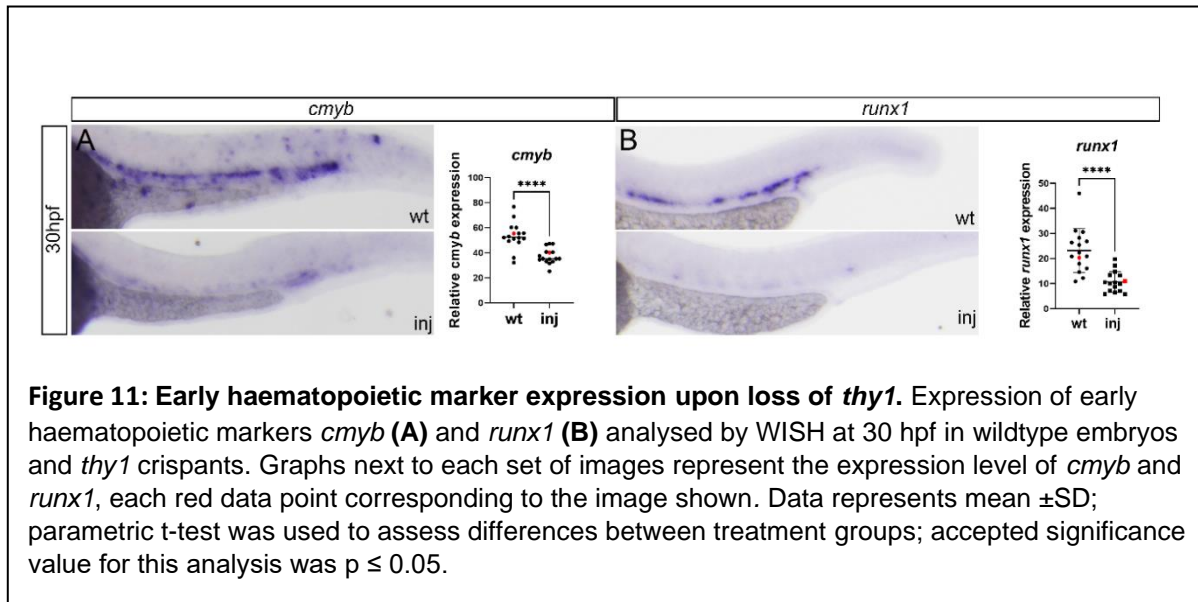 cmyb
runx1
30hpf
A
wt
inj
cmyb
****
Relative cmyb expression
100
80
60
40
20
0
wt inj
B
wt
inj
runx1
****
Relative runx1 expression
50
40
30
20
10
0
wt inj
Figure 11: Early haematopoietic marker expression upon loss of thy1. Expression of early
haematopoietic markers cmyb (A) and runx1 (B) analysed by WISH at 30 hpf in wildtype embryos
and thy1 crispants. Graphs next to each set of images represent the expression level of cmyb and
runx1, each red data point corresponding to the image shown. Data represents mean ±SD;
parametric t-test was used to assess differences between treatment groups; accepted significance
value for this analysis was p ≤ 0.05.